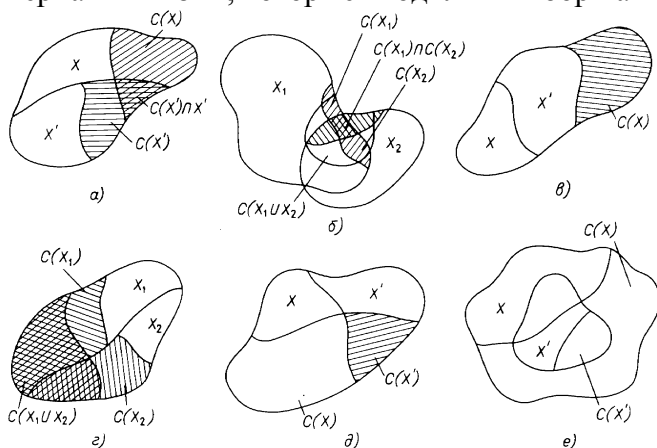 C(X)
X
C(X')∩X'
X'
C(X')
а)
C(X₁)
C(X₁)∩C(X₂)
C(X₂)
X₁
X₂
C(X₁∪X₂)
б)
X'
C(X)
X
в)
C(X₁)
X₁
X₂
C(X₁∪X₂)
C(X₂)
г)
X
X'
C(X')
C(X)
д)
C(X)
X
X'
C(X')
е)